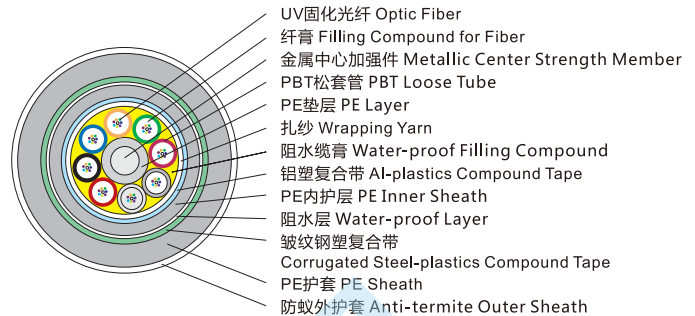 UV固化光纤 Optic Fiber
纤膏 Filling Compound for Fiber
金属中心加强件 Metallic Center Strength Member
PBT松套管 PBT Loose Tube
PE垫层 PE Layer
扎纱 Wrapping Yarn
阻水缆膏 Water-proof Filling Compound
铝塑复合带 Al-plastics Compound Tape
PE内护层 PE Inner Sheath
阻水层 Water-proof Layer
皱纹钢塑复合带
Corrugated Steel-plastics Compound Tape
PE护套 PE Sheath
防蚁外护套 Anti-termite Outer Sheath